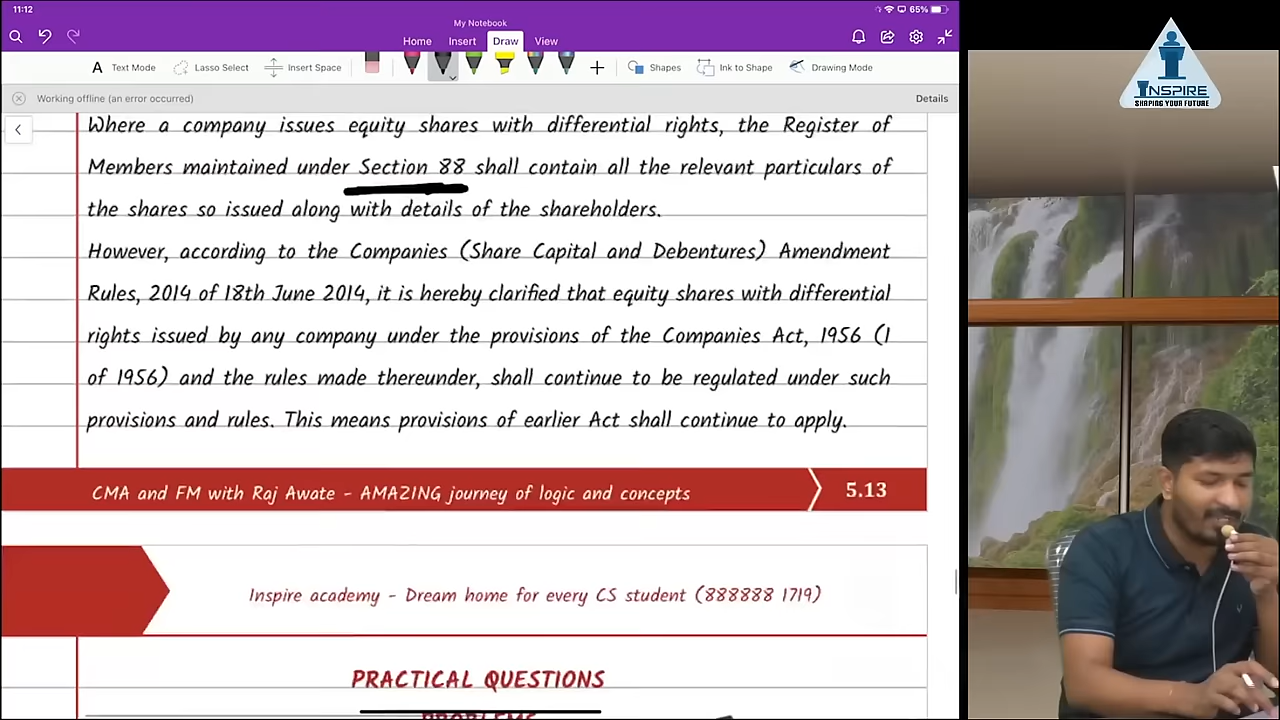 11:12
65%
My Notebook
Home Insert Draw View
Text Mode Lasso Select Insert Space Shapes Ink to Shape Drawing Mode
Working offline (an error occurred) Details
Where a company issues equity shares with differential rights, the Register of
Members maintained under Section 88 shall contain all the relevant particulars of
the shares so issued along with details of the shareholders.
However, according to the Companies (Share Capital and Debentures) Amendment
Rules, 2014 of 18th June 2014, it is hereby clarified that equity shares with differential
rights issued by any company under the provisions of the Companies Act, 1956 (1
of 1956) and the rules made thereunder, shall continue to be regulated under such
provisions and rules. This means provisions of earlier Act shall continue to apply.
CMA and FM with Raj Awate - AMAZING journey of logic and concepts 5.13
Inspire academy - Dream home for every CS student (888888 1719)
PRACTICAL QUESTIONS
INSPIRE
SHAPING YOUR FUTURE